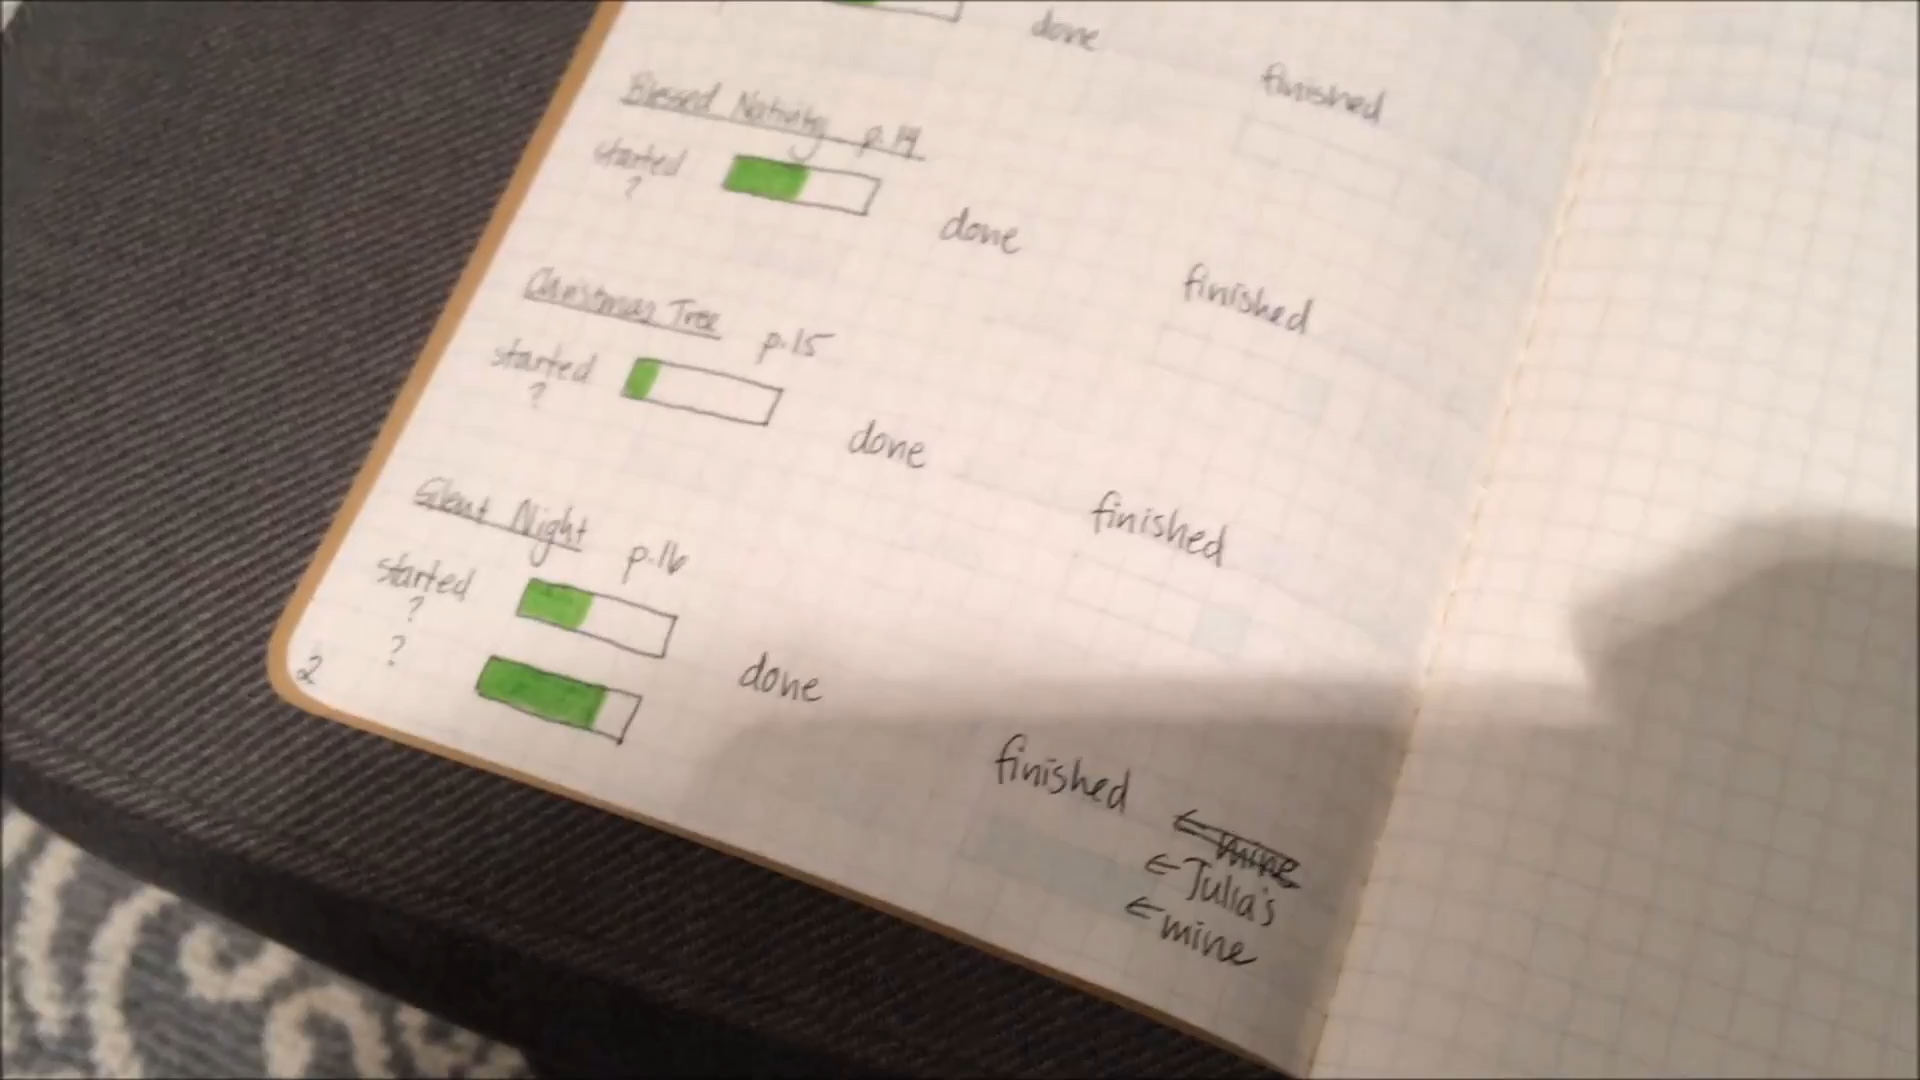 done
finished
Blessed Nativity p.14
started
?
done
finished
Christmas Tree p.15
started
?
done
finished
Silent Night p.16
started
?
?
done
finished
← mine
← Julia's
← mine
2